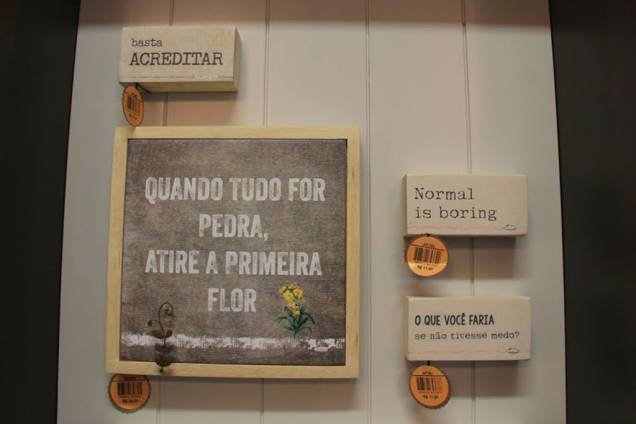 basta
ACREDITAR
QUANDO TUDO FOR
PEDRA,
ATIRE A PRIMEIRA
FLOR
Normal
is boring
O QUE VOCÊ FARIA
se não tivesse medo?